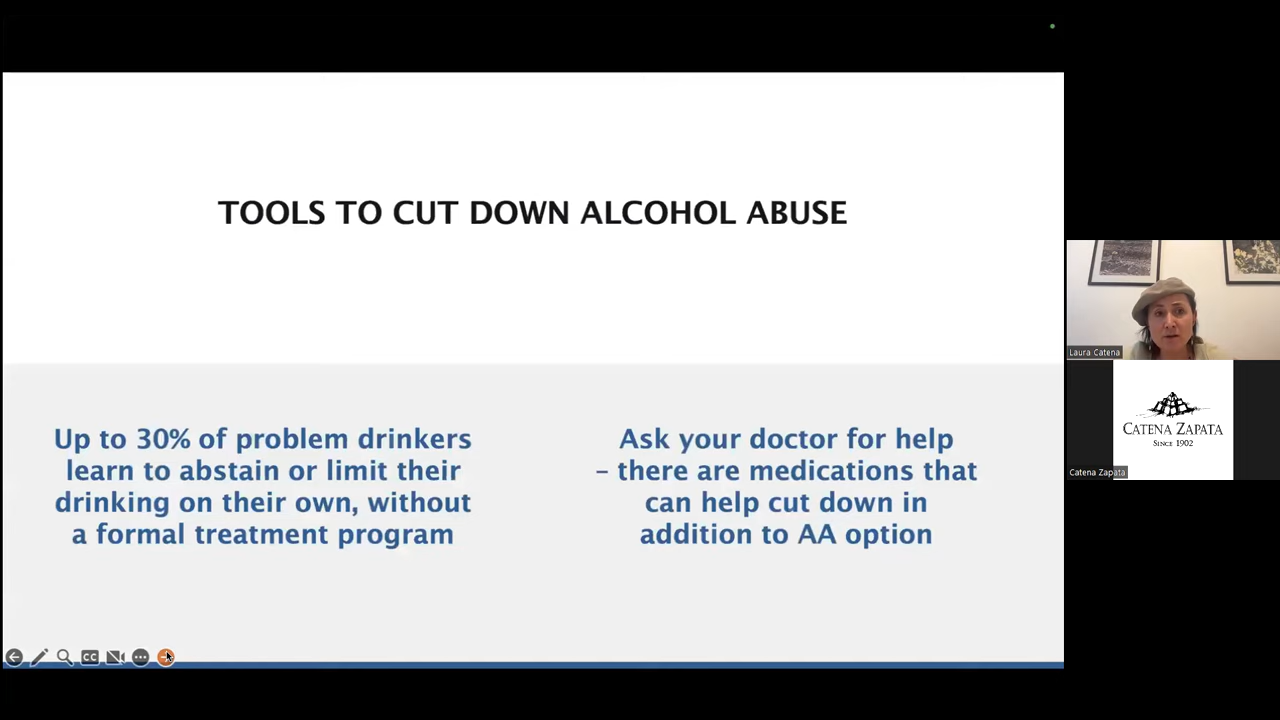 TOOLS TO CUT DOWN ALCOHOL ABUSE
Up to 30% of problem drinkers
learn to abstain or limit their
drinking on their own, without
a formal treatment program
Ask your doctor for help
– there are medications that
can help cut down in
addition to AA option
CC
Laura Catena
CATENA ZAPATA
SINCE 1902
Catena Zapata